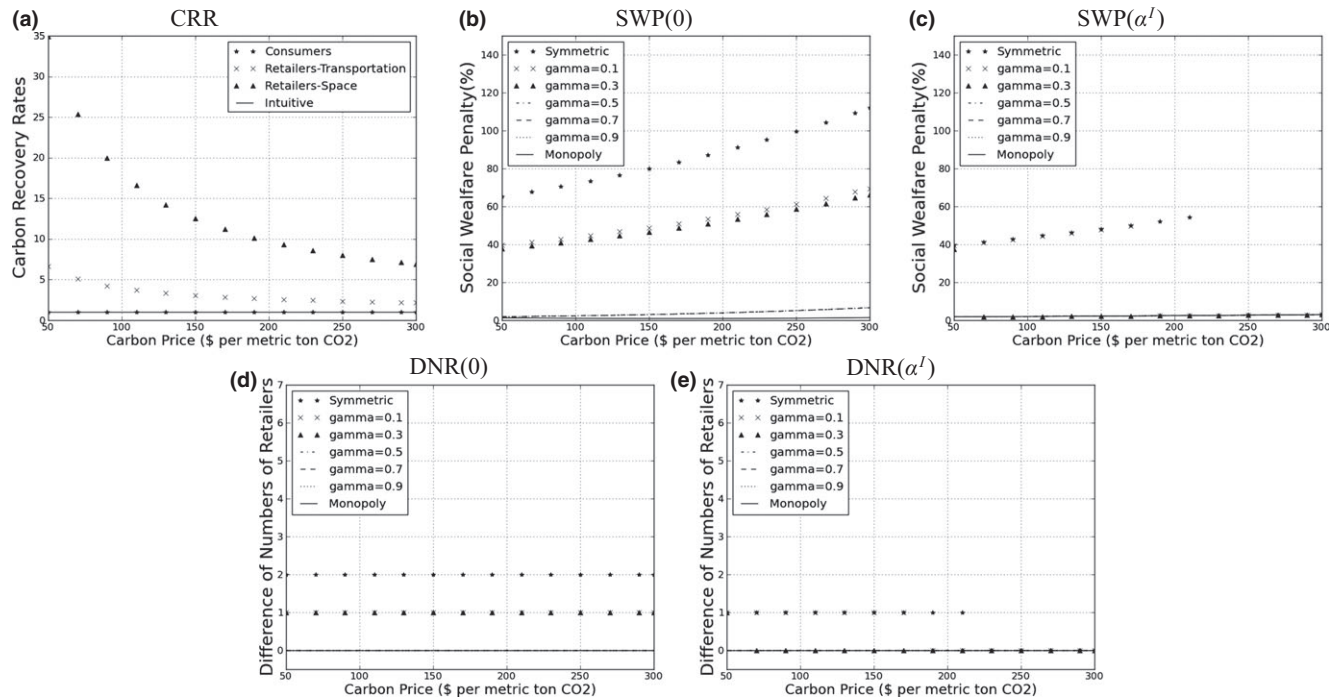 (a) CRR
35
30
25
20
15
10
5
0
Carbon Recovery Rates
Consumers
Retailers-Transportation
Retailers-Space
Intuitive
50 100 150 200 250 300
Carbon Price ($ per metric ton CO2)
(b) SWP(0)
140
120
100
80
60
40
20
0
Social Wealfare Penalty(%)
Symmetric
gamma=0.1
gamma=0.3
gamma=0.5
gamma=0.7
gamma=0.9
Monopoly
50 100 150 200 250 300
Carbon Price ($ per metric ton CO2)
(c) SWP(α^I)
140
120
100
80
60
40
20
0
Social Wealfare Penalty(%)
Symmetric
gamma=0.1
gamma=0.3
gamma=0.5
gamma=0.7
gamma=0.9
Monopoly
50 100 150 200 250 300
Carbon Price ($ per metric ton CO2)
(d) DNR(0)
7
6
5
4
3
2
1
0
Difference of Numbers of Retailers
Symmetric
gamma=0.1
gamma=0.3
gamma=0.5
gamma=0.7
gamma=0.9
Monopoly
50 100 150 200 250 300
Carbon Price ($ per metric ton CO2)
(e) DNR(α^I)
7
6
5
4
3
2
1
0
Difference of Numbers of Retailers
Symmetric
gamma=0.1
gamma=0.3
gamma=0.5
gamma=0.7
gamma=0.9
Monopoly
50 100 150 200 250 300
Carbon Price ($ per metric ton CO2)